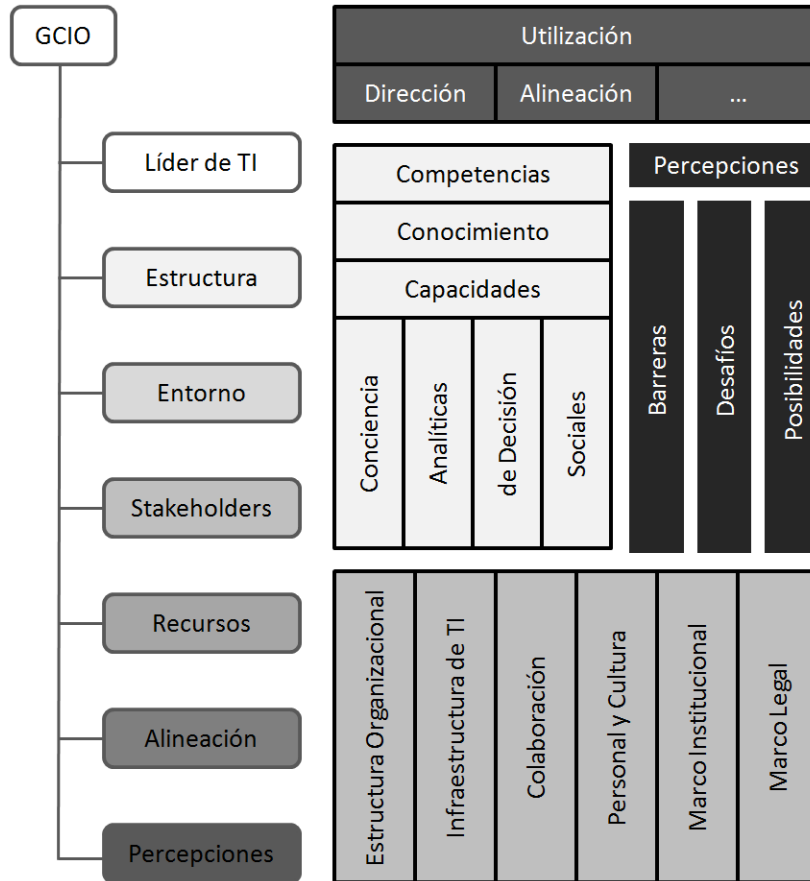 GCIO
Líder de TI
Estructura
Entorno
Stakeholders
Recursos
Alineación
Percepciones
Utilización
Dirección
Alineación
...
Competencias
Conocimiento
Capacidades
Conciencia
Analíticas
de Decisión
Sociales
Percepciones
Barreras
Desafíos
Posibilidades
Estructura Organizacional
Infraestructura de TI
Colaboración
Personal y Cultura
Marco Institucional
Marco Legal